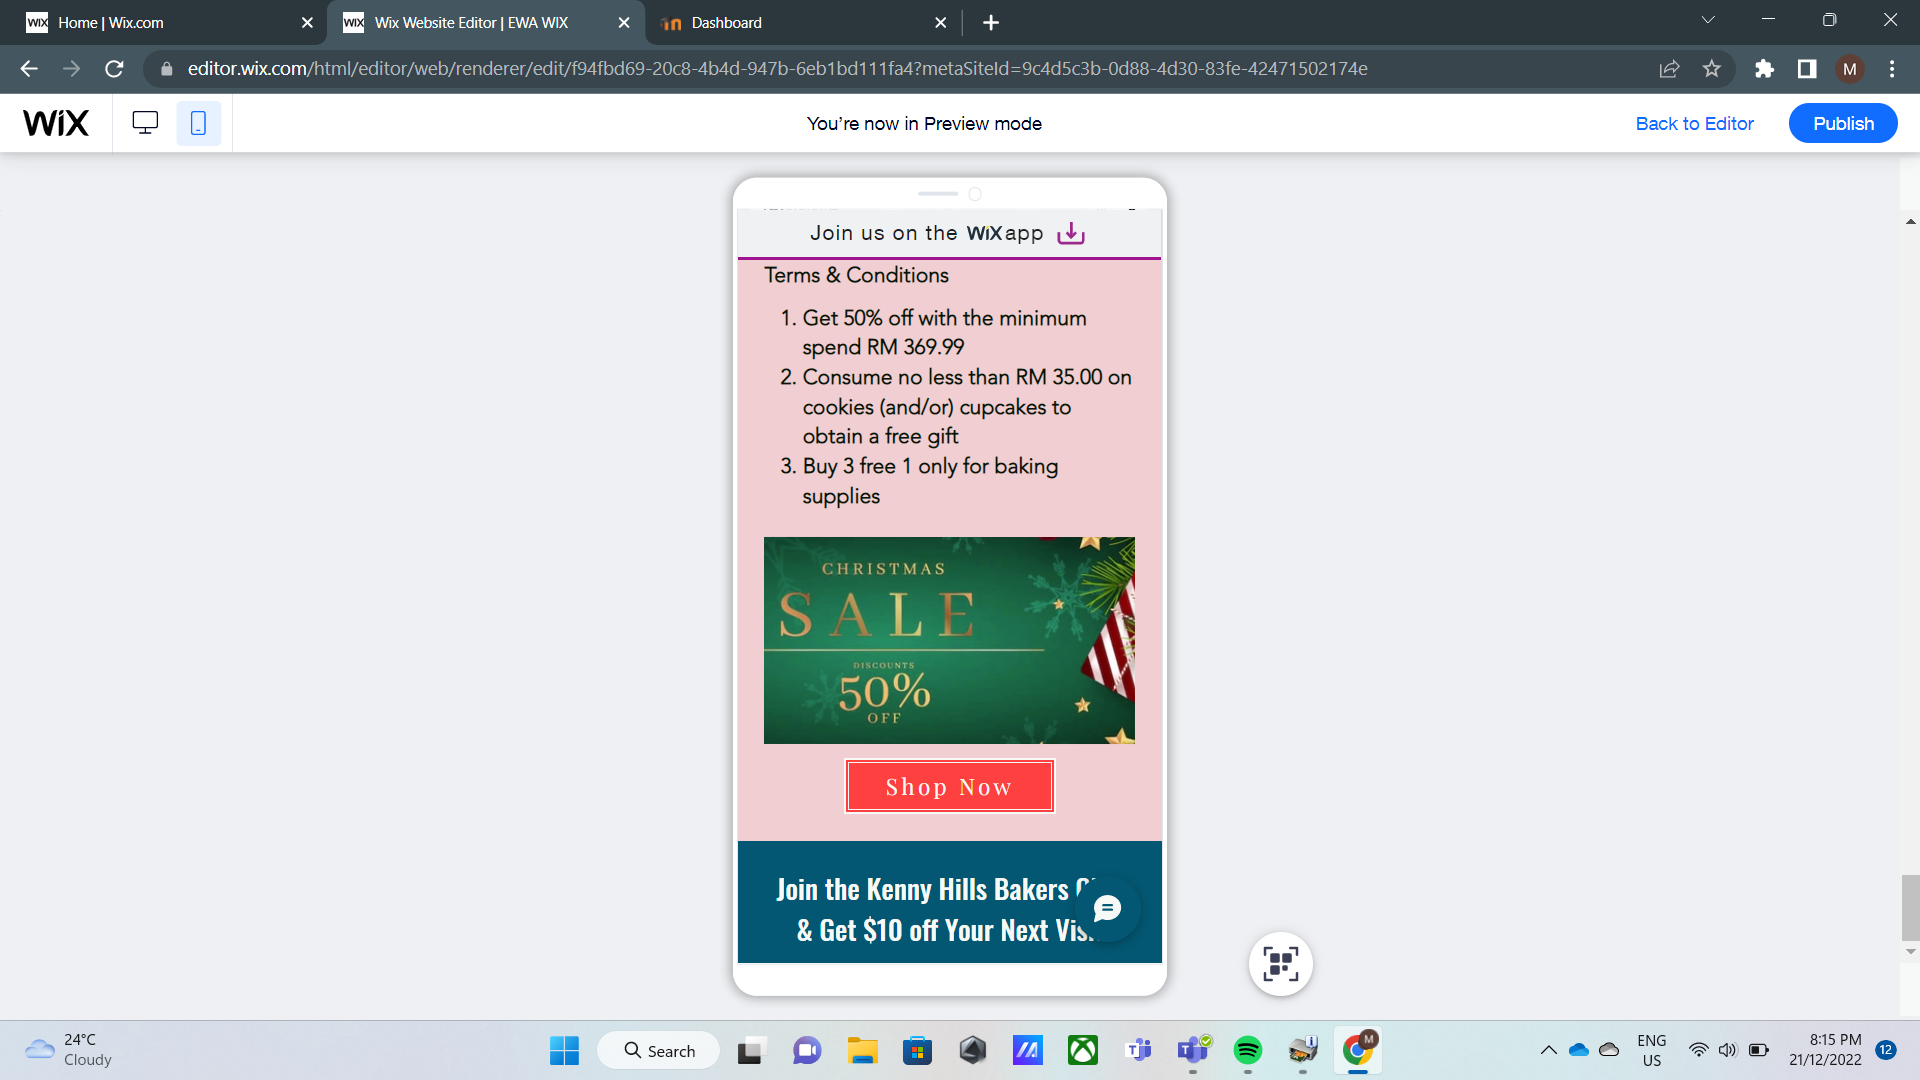 WIX Home | Wix.com
WIX Wix Website Editor | EWA WIX
Dashboard
editor.wix.com/html/editor/web/renderer/edit/f94fbd69-20c8-4b4d-947b-6eb1bd111fa4?metaSiteId=9c4d5c3b-0d88-4d30-83fe-42471502174e
M
WiX
You're now in Preview mode
Back to Editor
Publish
Join us on the WiX app
Terms & Conditions
1. Get 50% off with the minimum
spend RM 369.99
2. Consume no less than RM 35.00 on
cookies (and/or) cupcakes to
obtain a free gift
3. Buy 3 free 1 only for baking
supplies
CHRISTMAS
SALE
DISCOUNTS
50%
OFF
Shop Now
Join the Kenny Hills Bakers
& Get $10 off Your Next
24°C
Cloudy
Search
M
ENG
US
8:15 PM
21/12/2022
12